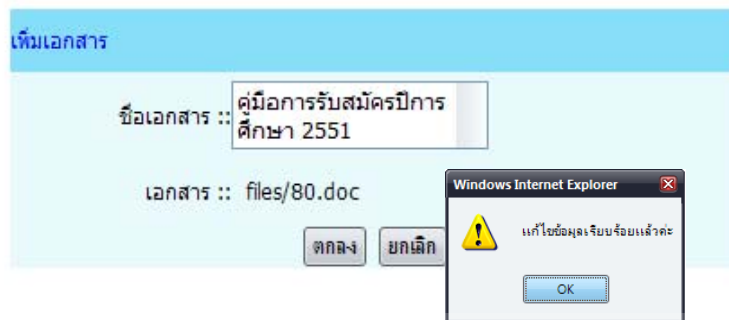 เพิ่มเอกสาร
ชื่อเอกสาร :: คู่มือการรับสมัครปีการ
ศึกษา 2551
เอกสาร :: files/80.doc
ตกลง ยกเลิก
Windows Internet Explorer
แก้ไขข้อมูลเรียบร้อยแล้วค่ะ
OK